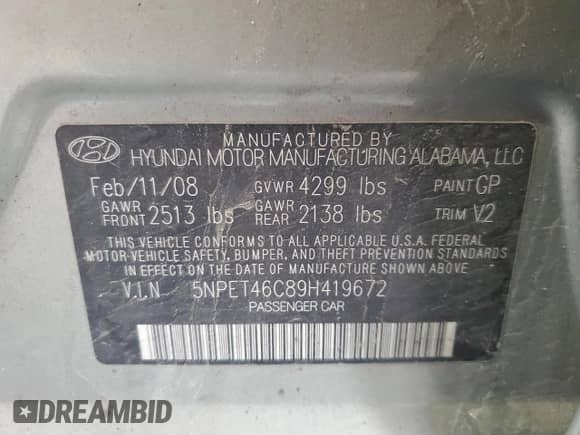 MANUFACTURED BY
HYUNDAI MOTOR MANUFACTURING ALABAMA, LLC
Feb/11/08 GVWR 4299 lbs PAINT GP
GAWR FRONT 2513 lbs GAWR REAR 2138 lbs TRIM V2
THIS VEHICLE CONFORMS TO ALL APPLICABLE U.S.A. FEDERAL
MOTOR-VEHICLE SAFETY, BUMPER, AND THEFT PREVENTION STANDARDS
IN EFFECT ON THE DATE OF MANUFACTURE SHOWN ABOVE.
V.I.N 5NPET46C89H419672
PASSENGER CAR
DREAMBID